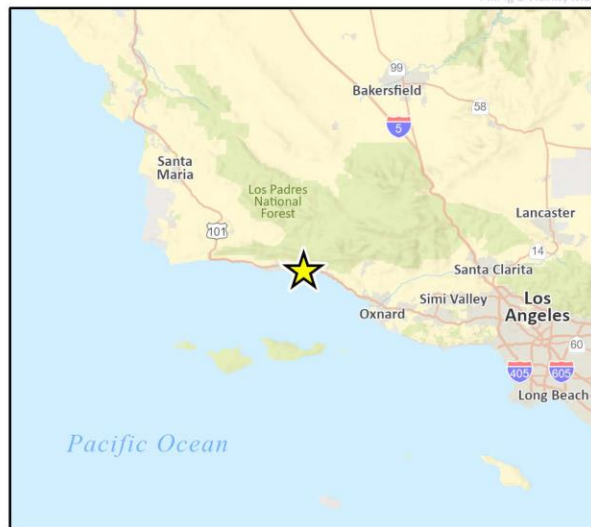 99
Bakersfield
58
5
Santa
Maria
Los Padres
National
Forest
Lancaster
101
14
Santa Clarita
Simi Valley
Los
Angeles
Oxnard
60
405
605
Long Beach
Pacific Ocean